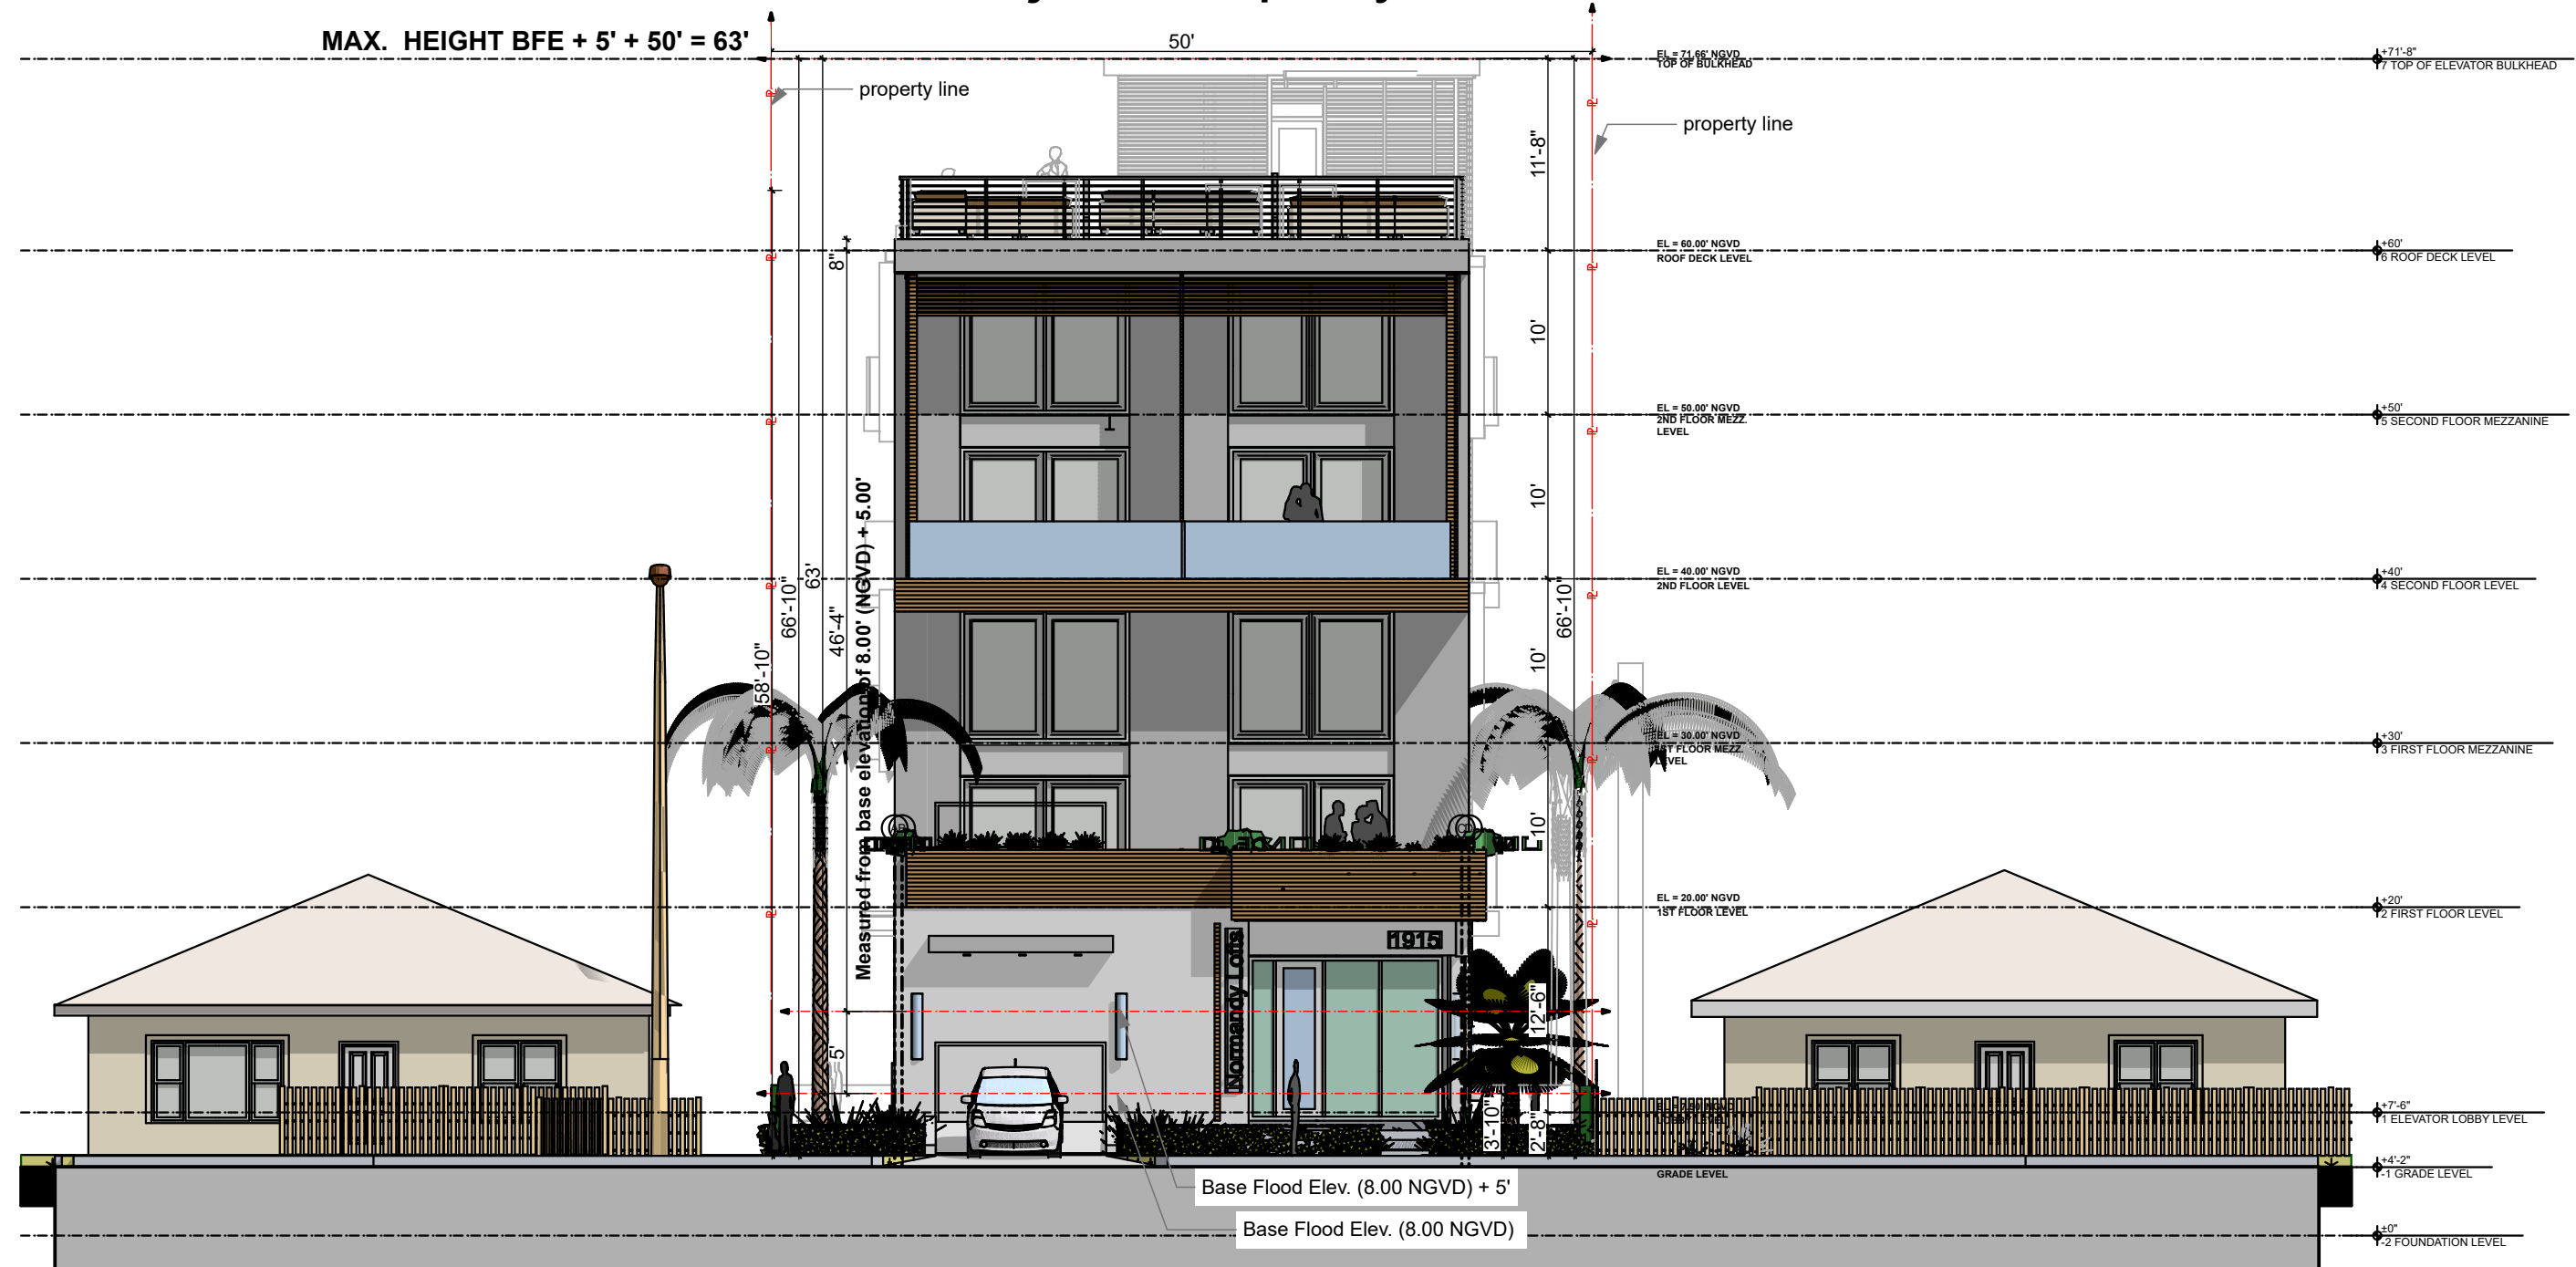 MAX. HEIGHT BFE + 5' + 50' = 63'
50'
EL = 71.66' NGVD
TOP OF BULKHEAD
+71'-8"
7 TOP OF ELEVATOR BULKHEAD
property line
property line
11'-8"
EL = 60.00' NGVD
ROOF DECK LEVEL
+60'
6 ROOF DECK LEVEL
8"
10'
EL = 50.00' NGVD
2ND FLOOR MEZZ.
LEVEL
+50'
5 SECOND FLOOR MEZZANINE
10'
EL = 40.00' NGVD
2ND FLOOR LEVEL
+40'
4 SECOND FLOOR LEVEL
58'-10"
66'-10"
63'
46'-4"
Measured from base elevation of 8.00' (NGVD) + 5.00'
10'
66'-10"
EL = 30.00' NGVD
1ST FLOOR MEZZ.
LEVEL
+30'
3 FIRST FLOOR MEZZANINE
10'
EL = 20.00' NGVD
1ST FLOOR LEVEL
+20'
2 FIRST FLOOR LEVEL
1915
Normandy Lofts
12'-6"
5'
3'-10"
2'-8"
LOBBY LEVEL
+7'-6"
1 ELEVATOR LOBBY LEVEL
GRADE LEVEL
+4'-2"
-1 GRADE LEVEL
Base Flood Elev. (8.00 NGVD) + 5'
Base Flood Elev. (8.00 NGVD)
±0"
-2 FOUNDATION LEVEL